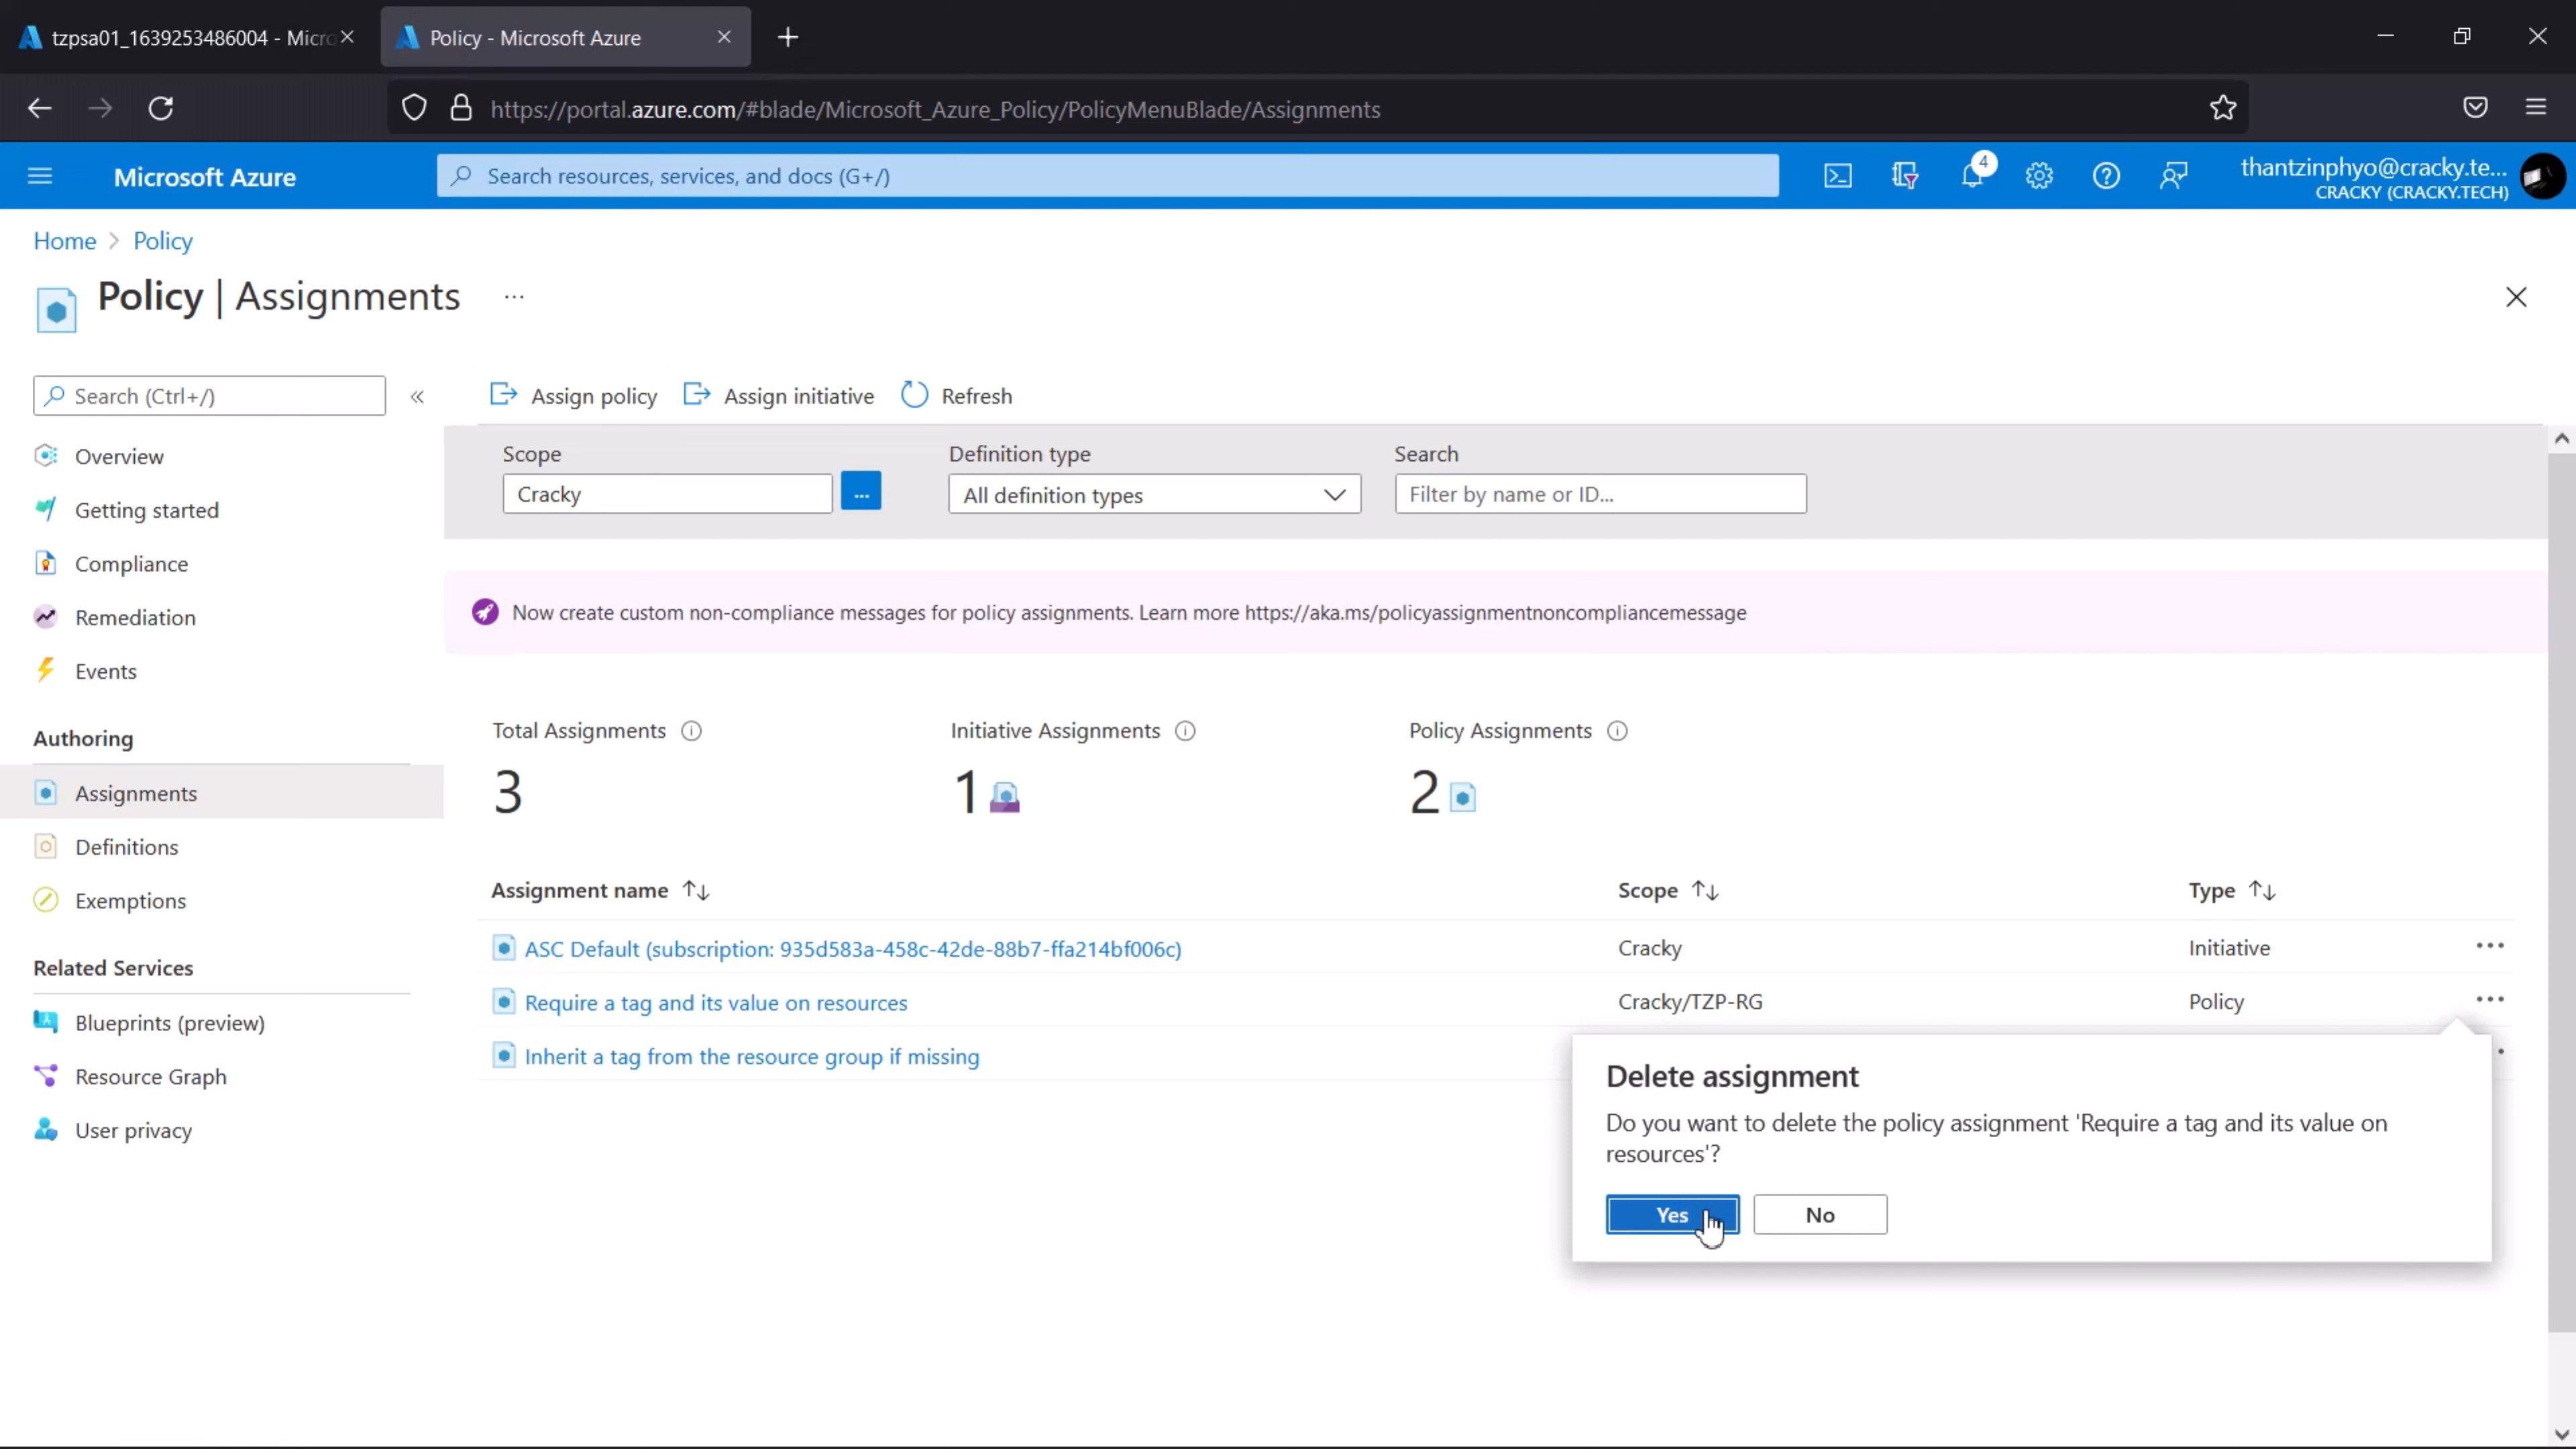 tzpsa01_1639253486004 - Micro
Policy - Microsoft Azure
https://portal.azure.com/#blade/Microsoft_Azure_Policy/PolicyMenuBlade/Assignments
Microsoft Azure
Search resources, services, and docs (G+/)
4
thantzinphyo@cracky.te...
CRACKY (CRACKY.TECH)
Home > Policy
Policy | Assignments ...
Search (Ctrl+/)
«
Assign policy
Assign initiative
Refresh
Overview
Getting started
Compliance
Remediation
Events
Authoring
Assignments
Definitions
Exemptions
Related Services
Blueprints (preview)
Resource Graph
User privacy
Scope
Cracky
...
Definition type
All definition types
Search
Filter by name or ID...
Now create custom non-compliance messages for policy assignments. Learn more https://aka.ms/policyassignmentnoncompliancemessage
Total Assignments
3
Initiative Assignments
1
Policy Assignments
2
Assignment name ↑↓ Scope ↑↓ Type ↑↓
ASC Default (subscription: 935d583a-458c-42de-88b7-ffa214bf006c) Cracky Initiative ...
Require a tag and its value on resources Cracky/TZP-RG Policy ...
Inherit a tag from the resource group if missing
Delete assignment
Do you want to delete the policy assignment 'Require a tag and its value on
resources'?
Yes
No